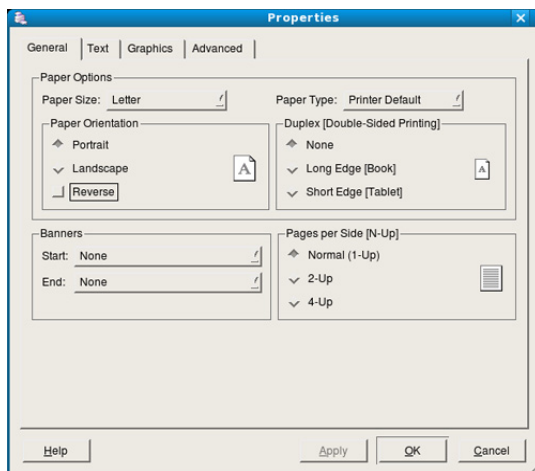 Properties
General Text Graphics Advanced
Paper Options
Paper Size: Letter Paper Type: Printer Default
Paper Orientation Duplex [Double-Sided Printing]
Portrait None
Landscape A Long Edge [Book] A
Reverse Short Edge [Tablet]
Banners Pages per Side [N-Up]
Start: None Normal (1-Up)
End: None 2-Up
4-Up
Help Apply OK Cancel